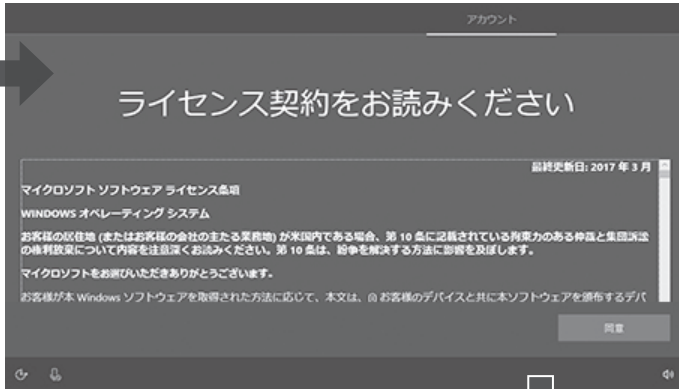 アカウント
ライセンス契約をお読みください
最終更新日: 2017 年 3 月
マイクロソフト ソフトウェア ライセンス条項
WINDOWS オペレーティング システム
お客様の居住地 (またはお客様の会社の主たる業務地) が米国内である場合、第 10 条に記載されている拘束力のある仲裁と集団訴訟
の権利放棄について内容を注意深くお読みください。第 10 条は、紛争を解決する方法に影響を及ぼします。
マイクロソフトをお選びいただきありがとうございます。
お客様が本 Windows ソフトウェアを取得された方法に応じて、本文は、(i) お客様のデバイスと共に本ソフトウェアを頒布するデバ
同意